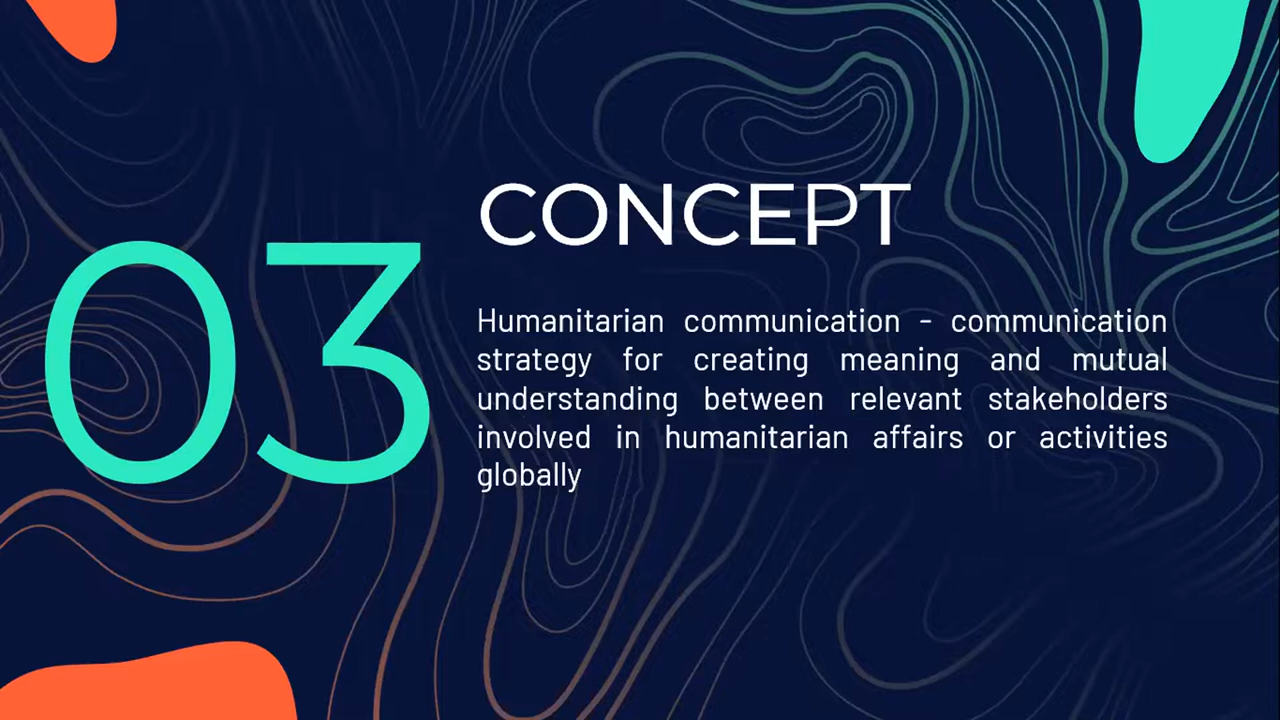 03
CONCEPT
Humanitarian communication - communication
strategy for creating meaning and mutual
understanding between relevant stakeholders
involved in humanitarian affairs or activities
globally